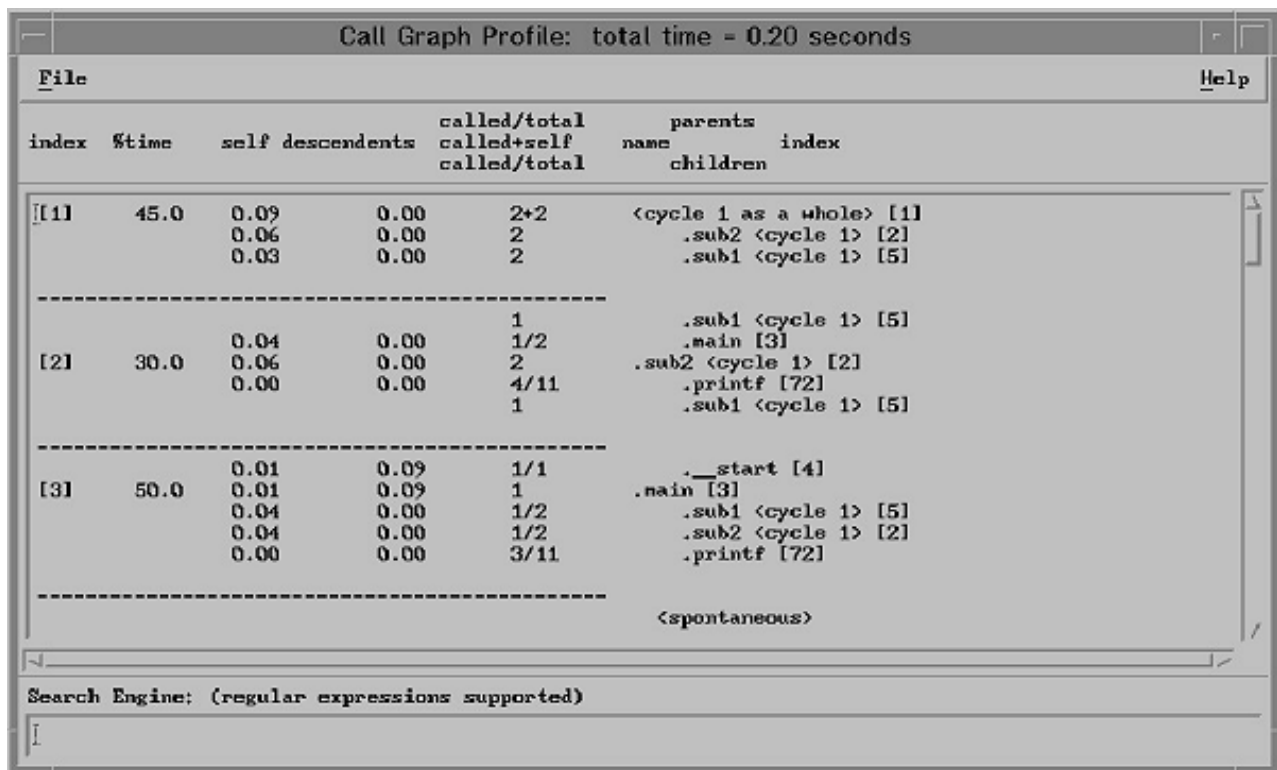 Call Graph Profile: total time = 0.20 seconds
File Help
called/total parents
index %time self descendents called+self name index
called/total children
[1] 45.0 0.09 0.00 2+2 <cycle 1 as a whole> [1]
0.06 0.00 2 .sub2 <cycle 1> [2]
0.03 0.00 2 .sub1 <cycle 1> [5]
-----------------------------------------------
1 .sub1 <cycle 1> [5]
0.04 0.00 1/2 .main [3]
[2] 30.0 0.06 0.00 2 .sub2 <cycle 1> [2]
0.00 0.00 4/11 .printf [72]
1 .sub1 <cycle 1> [5]
-----------------------------------------------
0.01 0.09 1/1 .__start [4]
[3] 50.0 0.01 0.09 1 .main [3]
0.04 0.00 1/2 .sub1 <cycle 1> [5]
0.04 0.00 1/2 .sub2 <cycle 1> [2]
0.00 0.00 3/11 .printf [72]
-----------------------------------------------
<spontaneous>
Search Engine: (regular expressions supported)